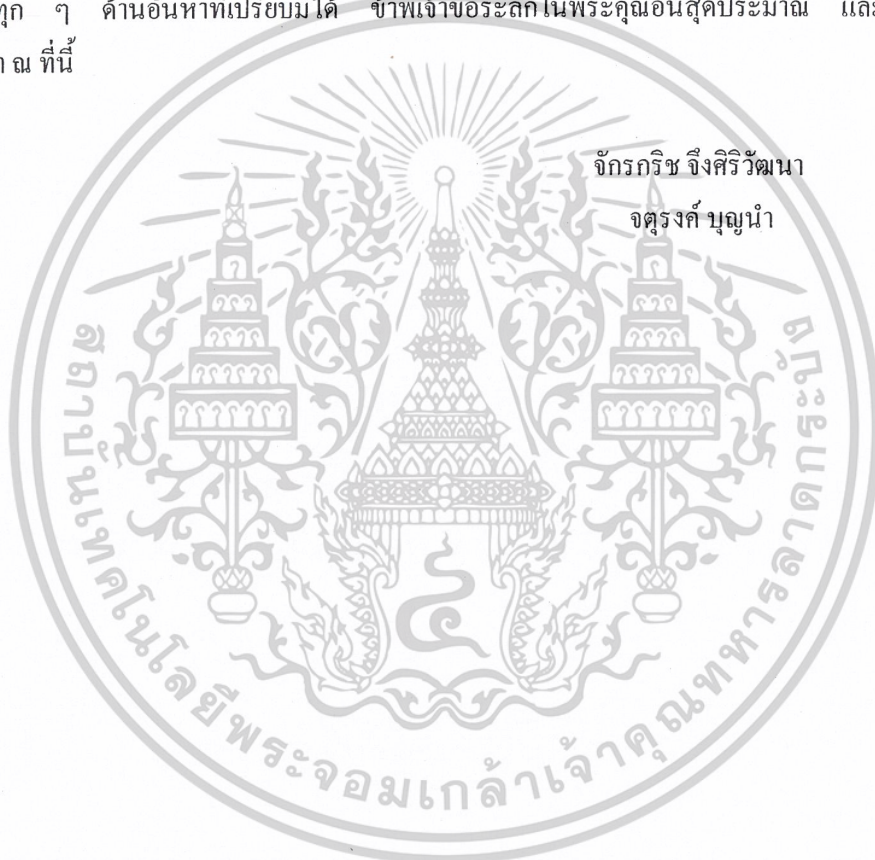 ทุก ๆ ด้านอันหาที่เปรียบมิได้ ข้าพเจ้าขอระลึกในพระคุณอันสุดประมาณ และ
ณ ที่นี้
จักรกริช จึงศิริวัฒนา
จตุรงค์ บุญนำ
สถาบันเทคโนโลยีพระจอมเกล้าเจ้าคุณทหารลาดกระบัง
๔